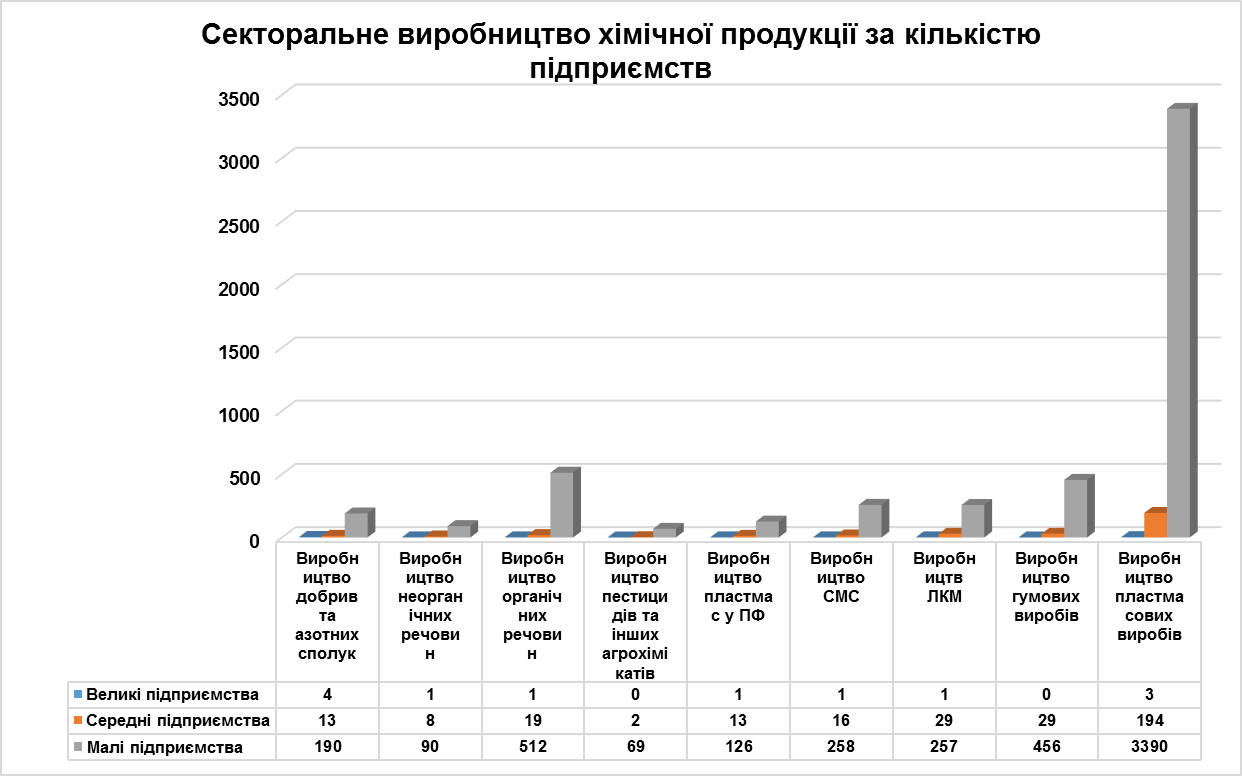 Секторальне виробництво хімічної продукції за кількістю
підприємств
3500
3000
2500
2000
1500
1000
500
0
Виробн
ицтво
добрив
та
азотних
сполук
Виробн
ицтво
неорган
ічних
речови
н
Виробн
ицтво
органіч
них
речови
н
Виробн
ицтво
пестици
дів та
інших
агрохімі
катів
Виробн
ицтво
пластма
с у ПФ
Виробн
ицтво
СМС
Виробн
ицтв
ЛКМ
Виробн
ицтво
гумових
виробів
Виробн
ицтво
пластма
сових
виробів
Великі підприємства 4 1 1 0 1 1 1 0 3
Середні підприємства 13 8 19 2 13 16 29 29 194
Малі підприємства 190 90 512 69 126 258 257 456 3390